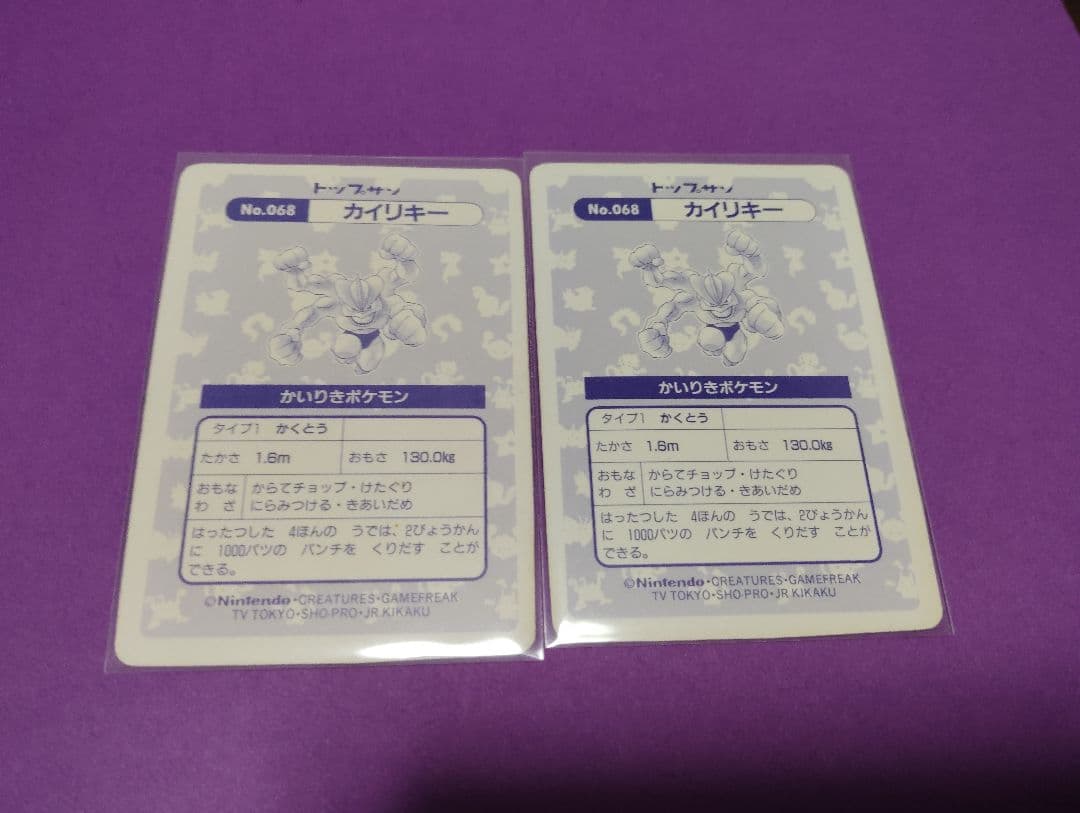 トップサン
No.068 カイリキー
かいりきポケモン
タイプ1 かくとう
たかさ 1.6m おもさ 130.0kg
おもな からてチョップ・けたぐり
わ ざ にらみつける・きあいだめ
はったつした 4ほんの うでは、2びょうかん
に 1000パツの パンチを くりだす ことが
できる。
©Nintendo・CREATURES・GAMEFREAK
TV TOKYO・SHO-PRO・JR KIKAKU
トップサン
No.068 カイリキー
かいりきポケモン
タイプ1 かくとう
たかさ 1.6m おもさ 130.0kg
おもな からてチョップ・けたぐり
わ ざ にらみつける・きあいだめ
はったつした 4ほんの うでは、2びょうかん
に 1000パツの パンチを くりだす ことが
できる。
©Nintendo・CREATURES・GAMEFREAK
TV TOKYO・SHO-PRO・JR KIKAKU